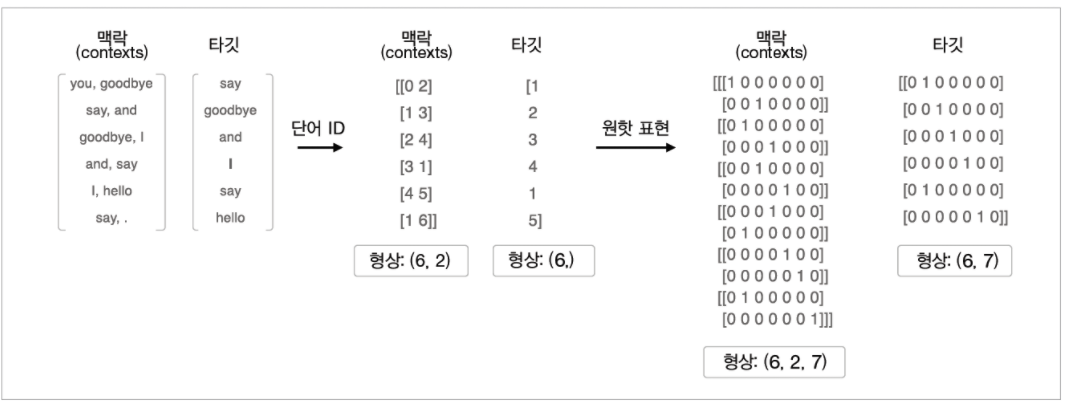 맥락
(contexts)
타깃
you, goodbye
say, and
goodbye, I
and, say
I, hello
say, .
say
goodbye
and
I
say
hello
단어 ID
맥락
(contexts)
타깃
[[0 2]
[1 3]
[2 4]
[3 1]
[4 5]
[1 6]]
[1
2
3
4
1
5]
형상: (6, 2)
형상: (6,)
원핫 표현
맥락
(contexts)
타깃
[[[1 0 0 0 0 0 0]
[0 0 1 0 0 0 0]]
[[0 1 0 0 0 0 0]
[0 0 0 1 0 0 0]]
[[0 0 1 0 0 0 0]
[0 0 0 0 1 0 0]]
[[0 0 0 1 0 0 0]
[0 1 0 0 0 0 0]]
[[0 0 0 0 1 0 0]
[0 0 0 0 0 1 0]]
[[0 1 0 0 0 0 0]
[0 0 0 0 0 0 1]]]
[[0 1 0 0 0 0 0]
[0 0 1 0 0 0 0]
[0 0 0 1 0 0 0]
[0 0 0 0 1 0 0]
[0 1 0 0 0 0 0]
[0 0 0 0 0 1 0]]
형상: (6, 2, 7)
형상: (6, 7)